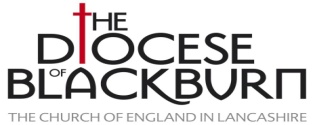 THE
DIOCESE
OF
BLACKBURN
THE CHURCH OF ENGLAND IN LANCASHIRE